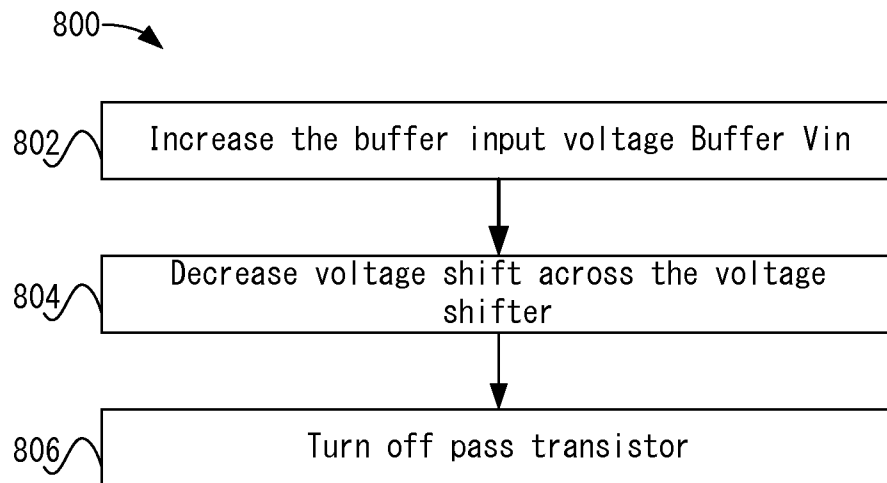 800
802
Increase the buffer input voltage Buffer Vin
804
Decrease voltage shift across the voltage
shifter
806
Turn off pass transistor